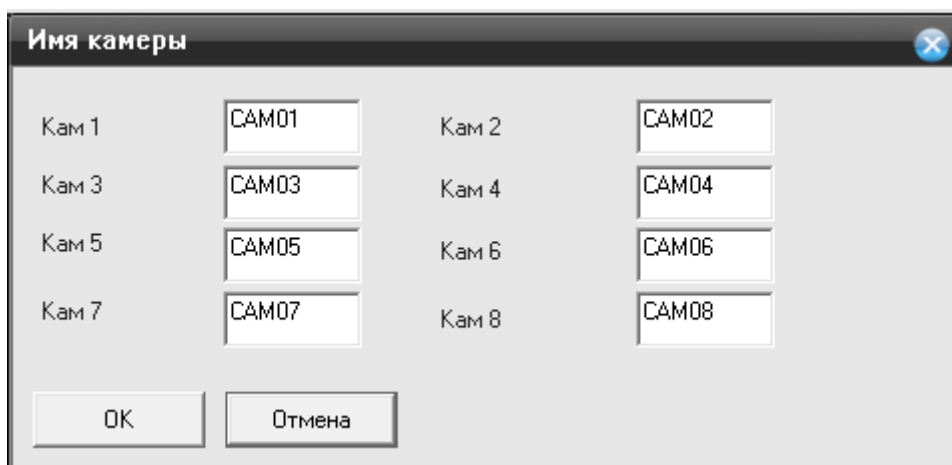 Имя камеры
Кам 1 CAM01 Кам 2 CAM02
Кам 3 CAM03 Кам 4 CAM04
Кам 5 CAM05 Кам 6 CAM06
Кам 7 CAM07 Кам 8 CAM08
OK Отмена